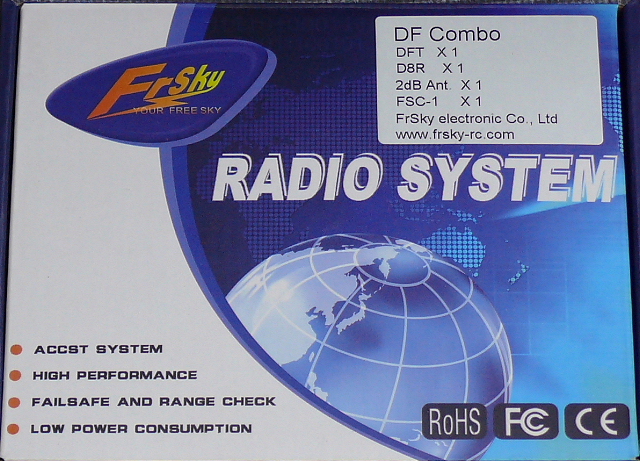 FrSky
YOUR FREE SKY
DF Combo
DFT X 1
D8R X 1
2dB Ant. X 1
FSC-1 X 1
FrSky electronic Co., Ltd
www.frsky-rc.com
RADIO SYSTEM
ACCST SYSTEM
HIGH PERFORMANCE
FAILSAFE AND RANGE CHECK
LOW POWER CONSUMPTION
RoHS FC CE